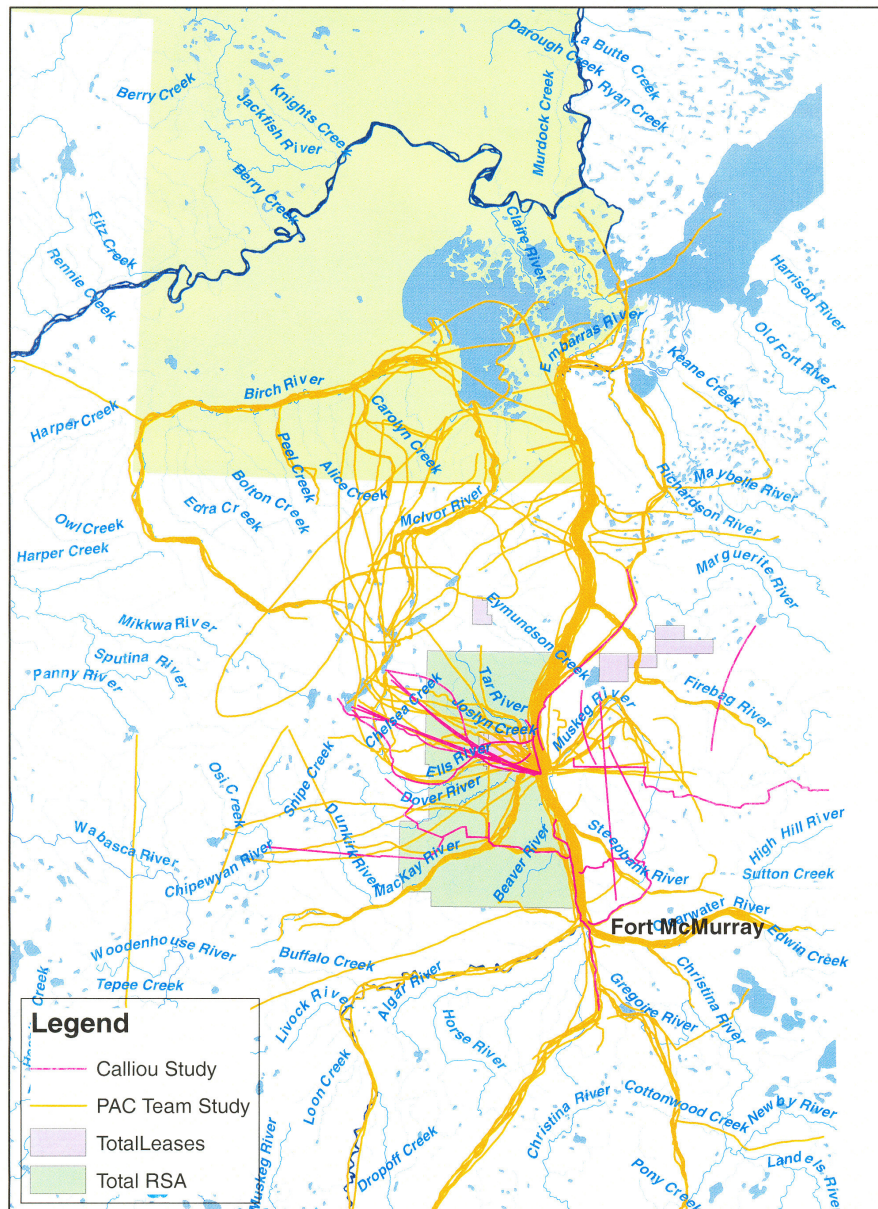 Darough Creek
La Butte Creek
Ryan Creek
Berry Creek
Knights Creek
Jackfish River
Murdock Creek
Berry Creek
Fitz Creek
Rennie Creek
Claire River
Harrison River
Old Fort River
Embarras River
Keane Creek
Birch River
Harper Creek
Carolyn Creek
Peel Creek
Alice Creek
Bolton Creek
Edra Creek
McIvor River
Richardson River
Maybelle River
Owl Creek
Harper Creek
Marguerite River
Mikkwa River
Eymundson Creek
Sputina River
Panny River
Tar River
Firebag River
Chelsea Creek
Joslyn Creek
Muskeg River
Ells River
Dover River
Osi Creek
Snipe Creek
Dunkirk River
Wabasca River
Chipewyan River
MacKay River
Beaver River
Steepbank River
High Hill River
Sutton Creek
Fort McMurray
Clearwater River
Edwin Creek
Woodenhouse River
Buffalo Creek
Tepee Creek
Creek
Livock River
Algar River
Horse River
Gregoire River
Christina River
Loon Creek
Christina River
Cottonwood Creek
Newby River
Landels River
Muskeg River
Dropoff Creek
Pony Creek
Legend
Calliou Study
PAC Team Study
TotalLeases
Total RSA